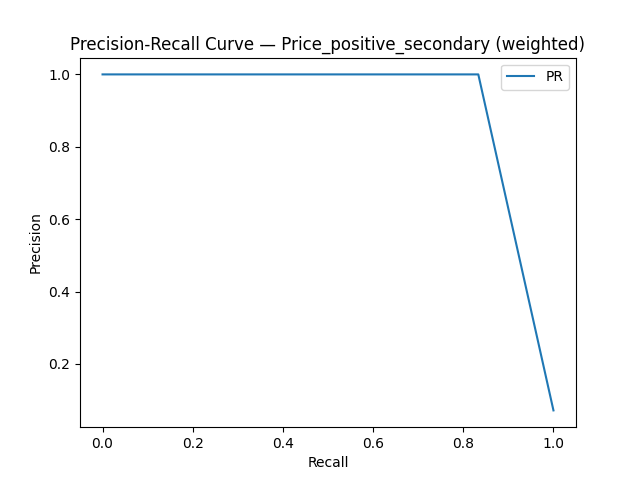 Precision-Recall Curve — Price_positive_secondary (weighted)
PR
1.0
0.8
0.6
0.4
0.2
Precision
0.0 0.2 0.4 0.6 0.8 1.0
Recall